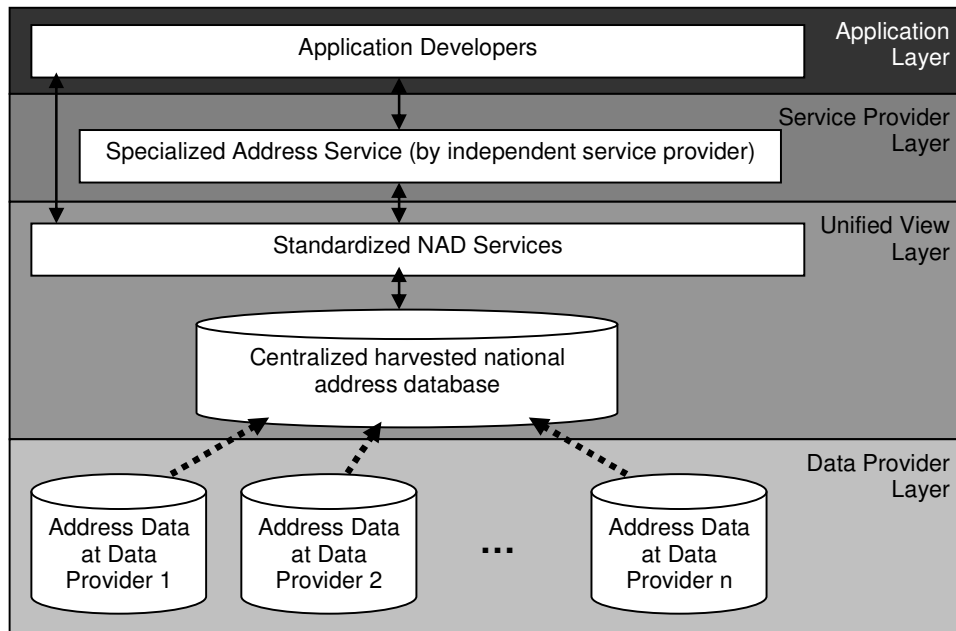 Application Developers
Application
Layer
Service Provider
Layer
Specialized Address Service (by independent service provider)
Unified View
Layer
Standardized NAD Services
Centralized harvested national
address database
Data Provider
Layer
Address Data
at Data
Provider 1
Address Data
at Data
Provider 2
...
Address Data
at Data
Provider n